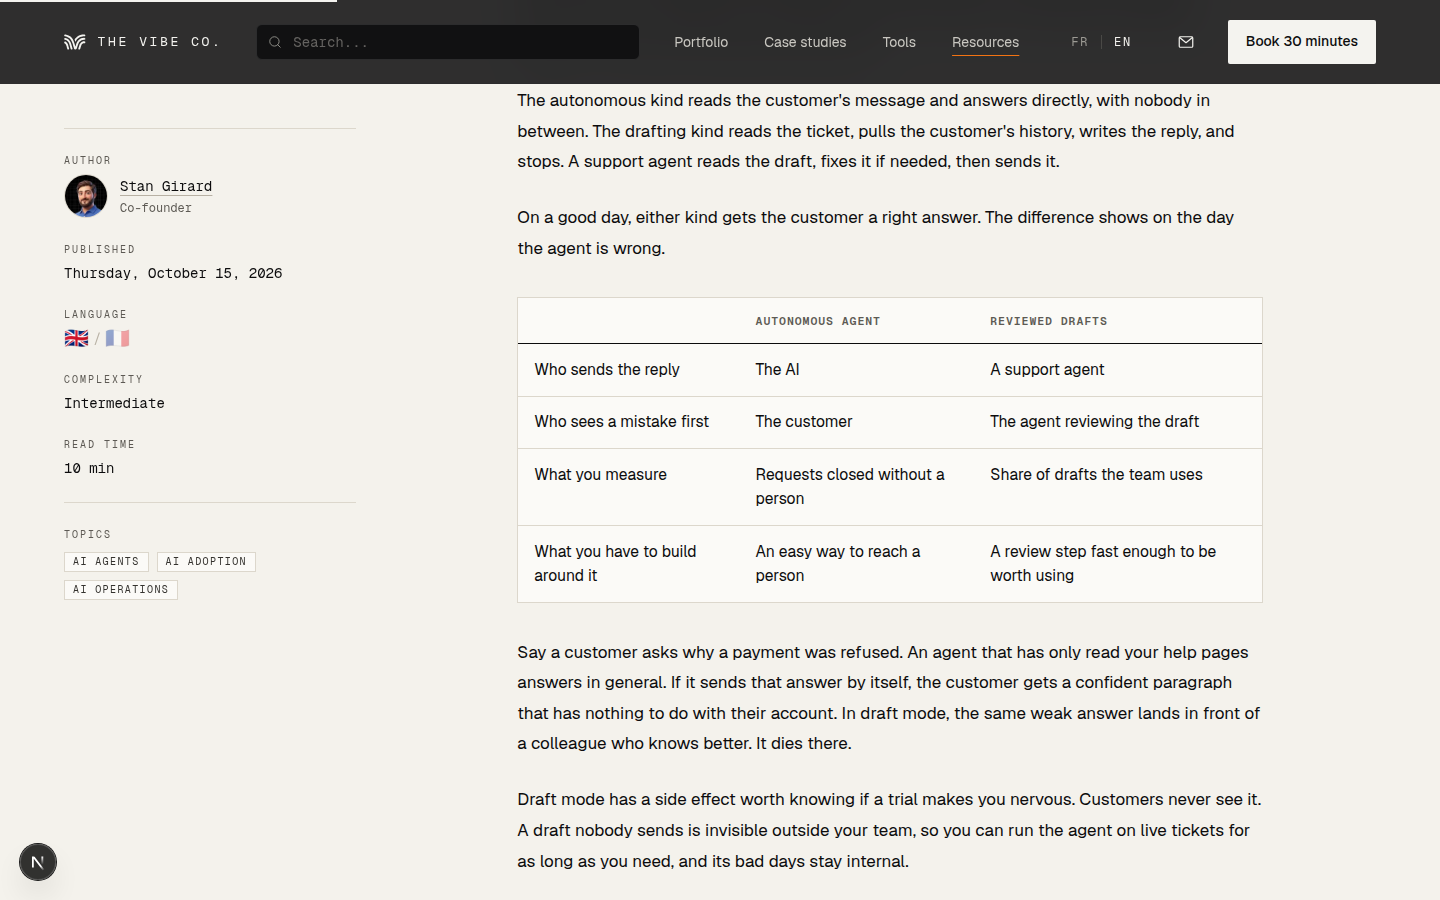 THE VIBE CO.
Search...
Portfolio
Case studies
Tools
Resources
FR
EN
Book 30 minutes
AUTHOR
Stan Girard
Co-founder
PUBLISHED
Thursday, October 15, 2026
LANGUAGE
/
COMPLEXITY
Intermediate
READ TIME
10 min
TOPICS
AI AGENTS
AI ADOPTION
AI OPERATIONS
The autonomous kind reads the customer's message and answers directly, with nobody in
between. The drafting kind reads the ticket, pulls the customer's history, writes the reply, and
stops. A support agent reads the draft, fixes it if needed, then sends it.
On a good day, either kind gets the customer a right answer. The difference shows on the day
the agent is wrong.
AUTONOMOUS AGENT
REVIEWED DRAFTS
Who sends the reply
The AI
A support agent
Who sees a mistake first
The customer
The agent reviewing the draft
What you measure
Requests closed without a
person
Share of drafts the team uses
What you have to build
around it
An easy way to reach a
person
A review step fast enough to be
worth using
Say a customer asks why a payment was refused. An agent that has only read your help pages
answers in general. If it sends that answer by itself, the customer gets a confident paragraph
that has nothing to do with their account. In draft mode, the same weak answer lands in front of
a colleague who knows better. It dies there.
Draft mode has a side effect worth knowing if a trial makes you nervous. Customers never see it.
A draft nobody sends is invisible outside your team, so you can run the agent on live tickets for
as long as you need, and its bad days stay internal.
N